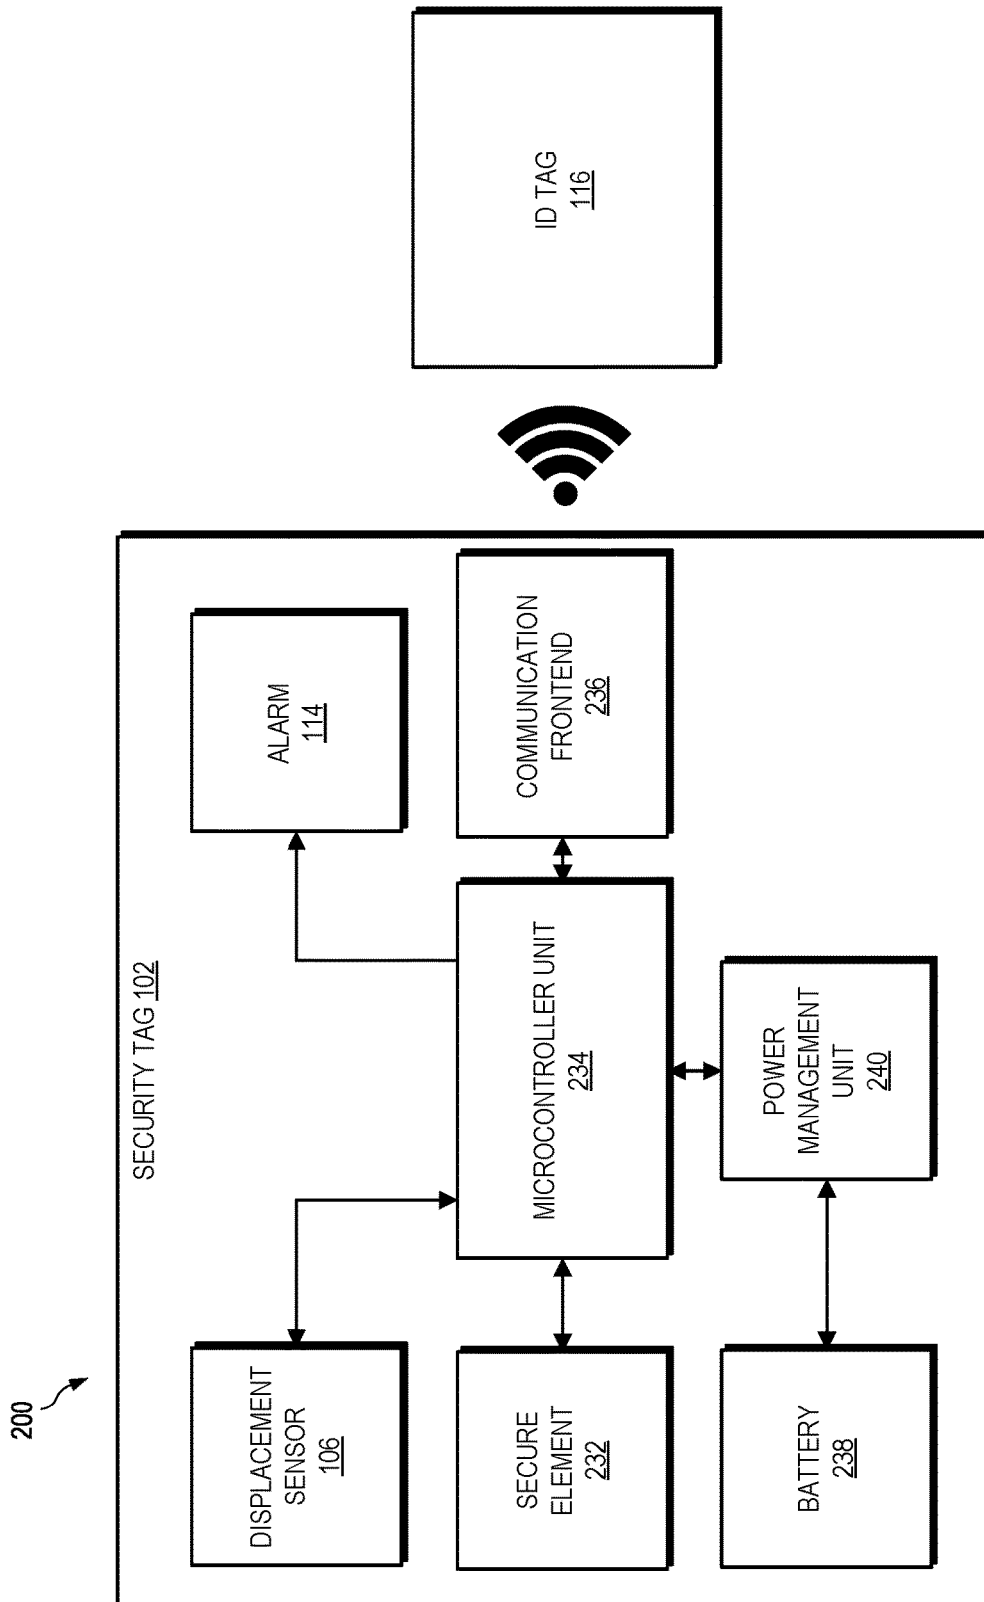 200
SECURITY TAG 102
DISPLACEMENT
SENSOR
106
ALARM
114
SECURE
ELEMENT
232
MICROCONTROLLER UNIT
234
COMMUNICATION
FRONTEND
236
ID TAG
116
BATTERY
238
POWER
MANAGEMENT
UNIT
240